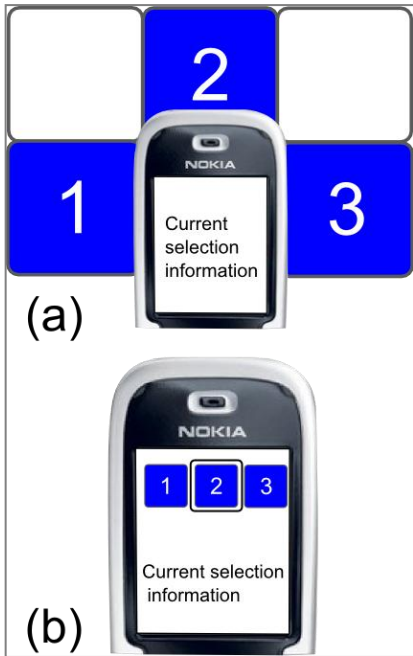 2
1
3
NOKIA
Current
selection
information
(a)
NOKIA
1 2 3
Current selection
information
(b)